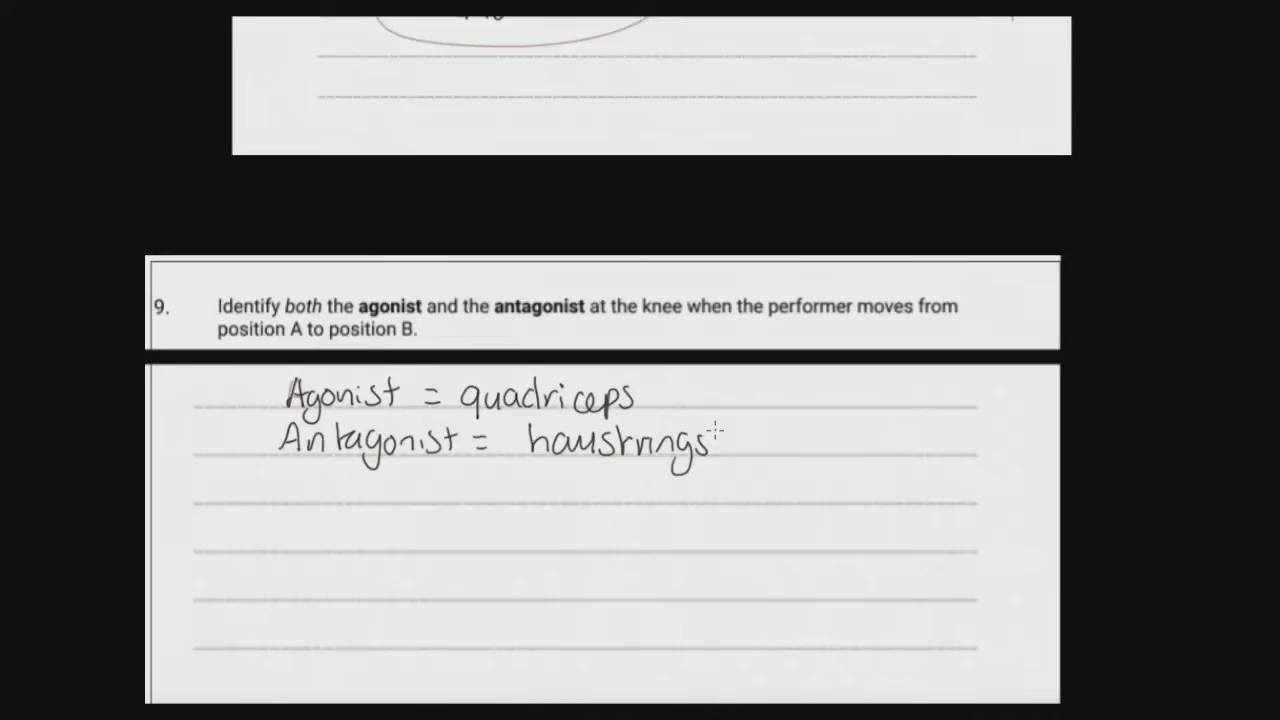 9. Identify both the agonist and the antagonist at the knee when the performer moves from
position A to position B.
Agonist = quadriceps
Antagonist = hamstrings